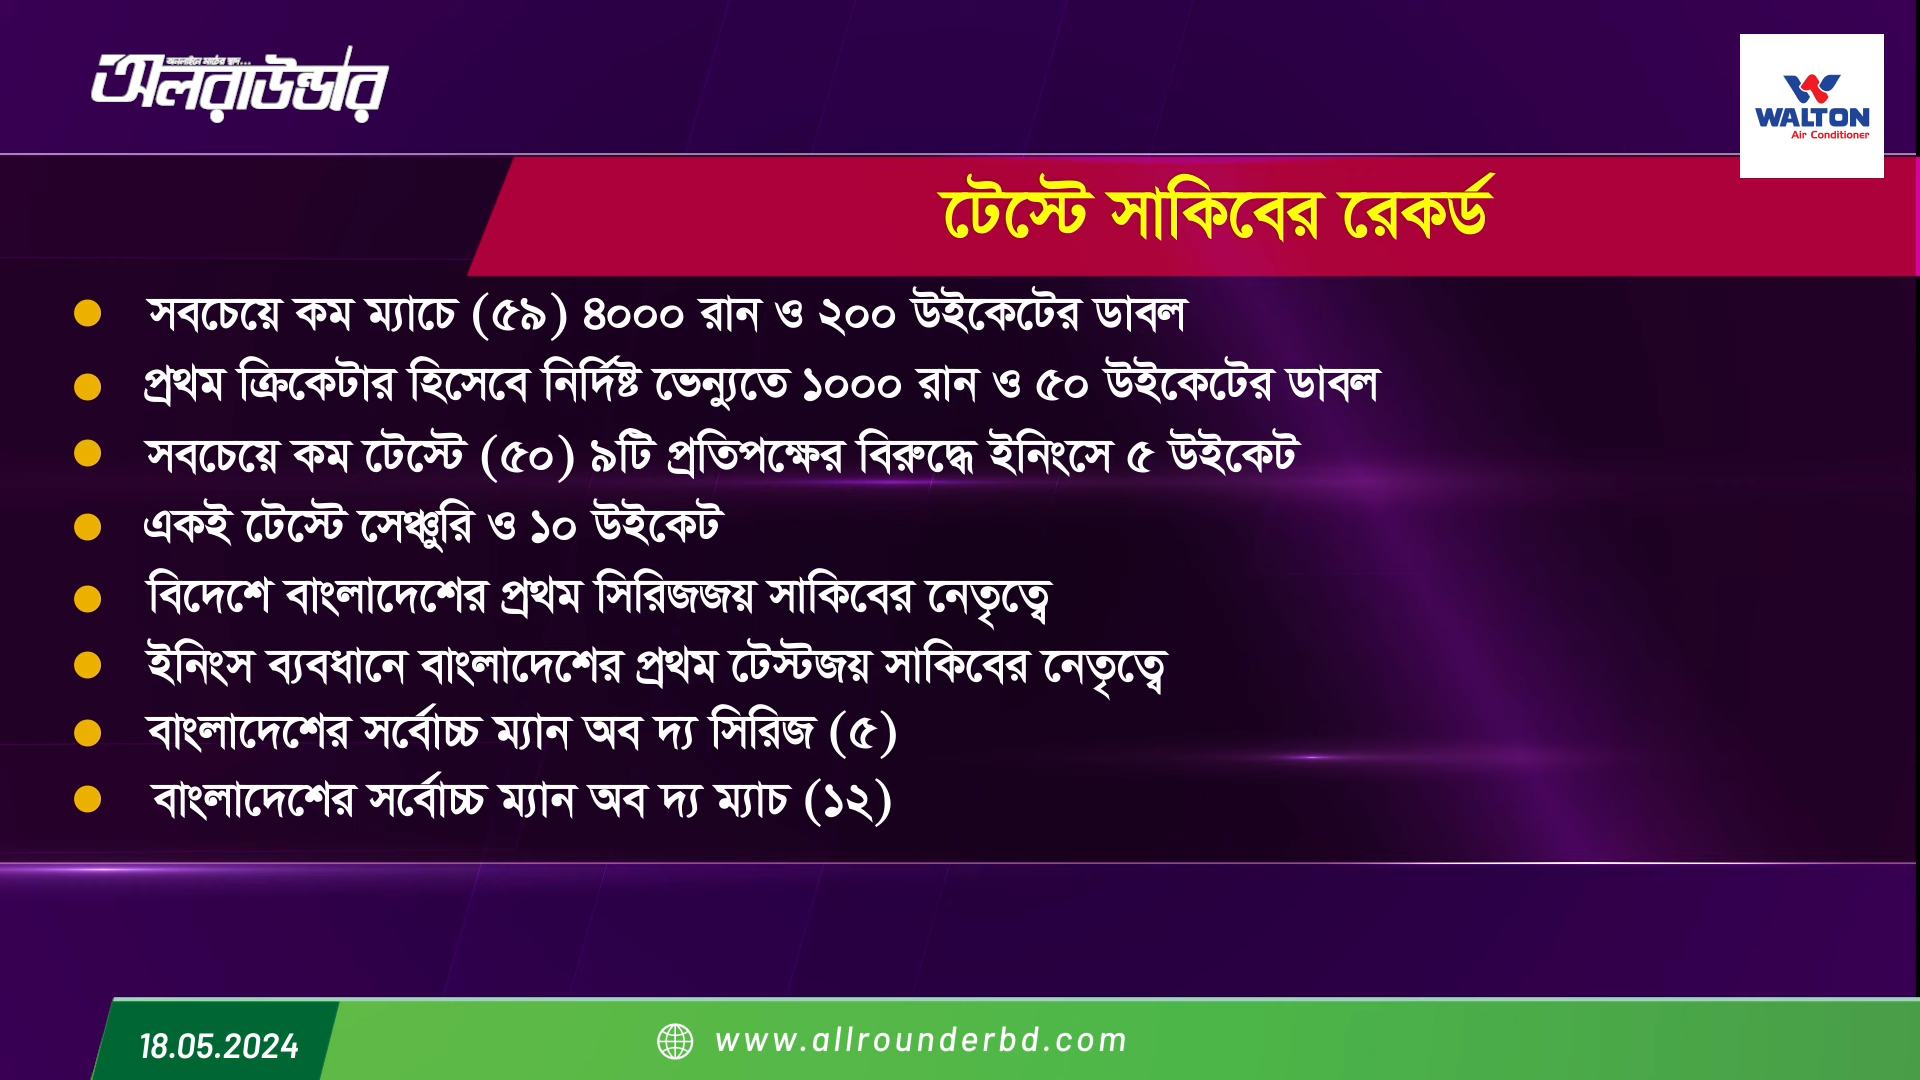 অনলাইনে মাঠের স্বাদ...
অলরাউন্ডার
WALTON
Air Conditioner
টেস্টে সাকিবের রেকর্ড
সবচেয়ে কম ম্যাচে (৫৯) ৪০০০ রান ও ২০০ উইকেটের ডাবল
প্রথম ক্রিকেটার হিসেবে নির্দিষ্ট ভেন্যুতে ১০০০ রান ও ৫০ উইকেটের ডাবল
সবচেয়ে কম টেস্টে (৫০) ৯টি প্রতিপক্ষের বিরুদ্ধে ইনিংসে ৫ উইকেট
একই টেস্টে সেঞ্চুরি ও ১০ উইকেট
বিদেশে বাংলাদেশের প্রথম সিরিজজয় সাকিবের নেতৃত্বে
ইনিংস ব্যবধানে বাংলাদেশের প্রথম টেস্টজয় সাকিবের নেতৃত্বে
বাংলাদেশের সর্বোচ্চ ম্যান অব দ্য সিরিজ (৫)
বাংলাদেশের সর্বোচ্চ ম্যান অব দ্য ম্যাচ (১২)
18.05.2024
www.allrounderbd.com